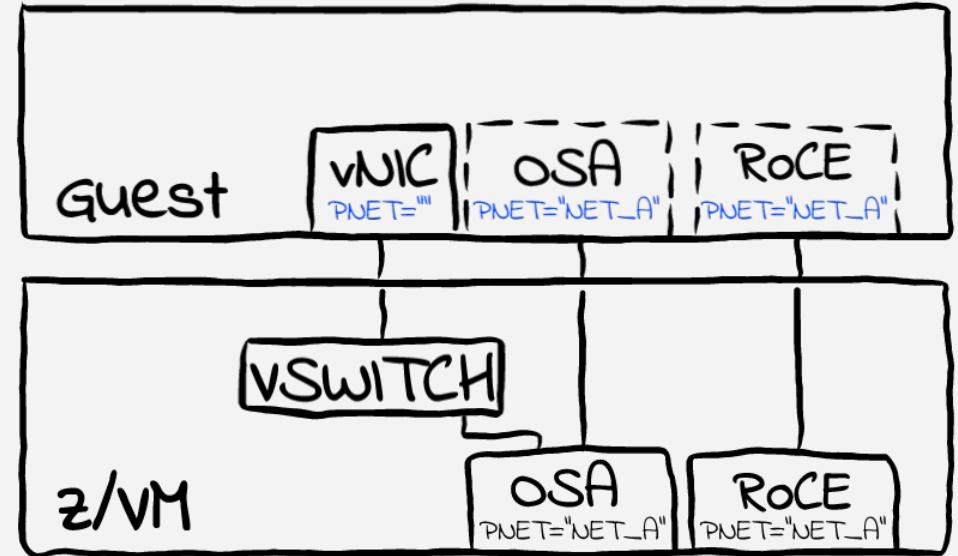 Guest
vNIC
PNET=""
OSA
PNET="NET_A"
RoCE
PNET="NET_A"
VSWITCH
z/VM
OSA
PNET="NET_A"
RoCE
PNET="NET_A"